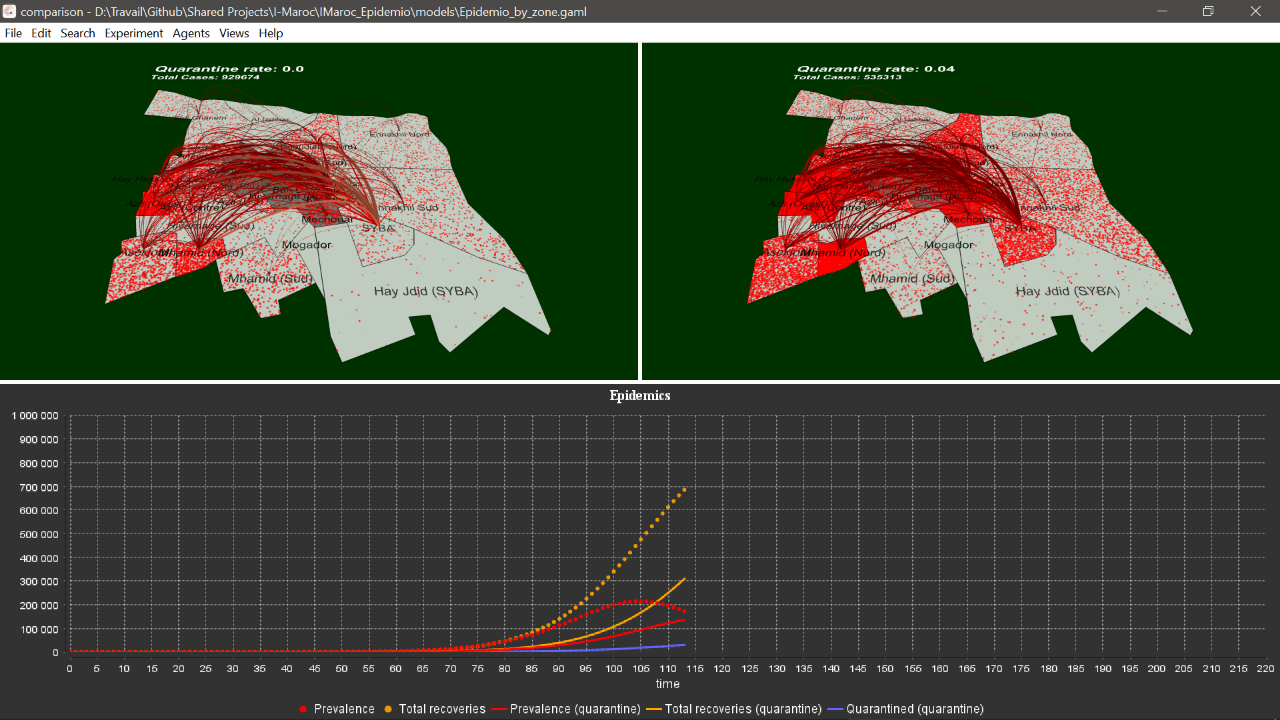 comparison - D:\Travail\Github\Shared Projects\I-Maroc\IMaroc_Epidemio\models\Epidemio_by_zone.gaml
File Edit Search Experiment Agents Views Help
Quarantine rate: 0.0
Total Cases: 929674
Ennakhil Nord
Ennakhil Sud
Mechouar
SYBA
Mogador
Mhamid (Nord)
Mhamid (Sud)
Hay Jdid (SYBA)
Quarantine rate: 0.04
Total Cases: 535313
Ennakhil Nord
Ennakhil Sud
Mechouar
SYBA
Mogador
Mhamid (Nord)
Mhamid (Sud)
Hay Jdid (SYBA)
Epidemics
1 000 000
900 000
800 000
700 000
600 000
500 000
400 000
300 000
200 000
100 000
0
0 5 10 15 20 25 30 35 40 45 50 55 60 65 70 75 80 85 90 95 100 105 110 115 120 125 130 135 140 145 150 155 160 165 170 175 180 185 190 195 200 205 210 215 220
time
Prevalence Total recoveries Prevalence (quarantine) Total recoveries (quarantine) Quarantined (quarantine)